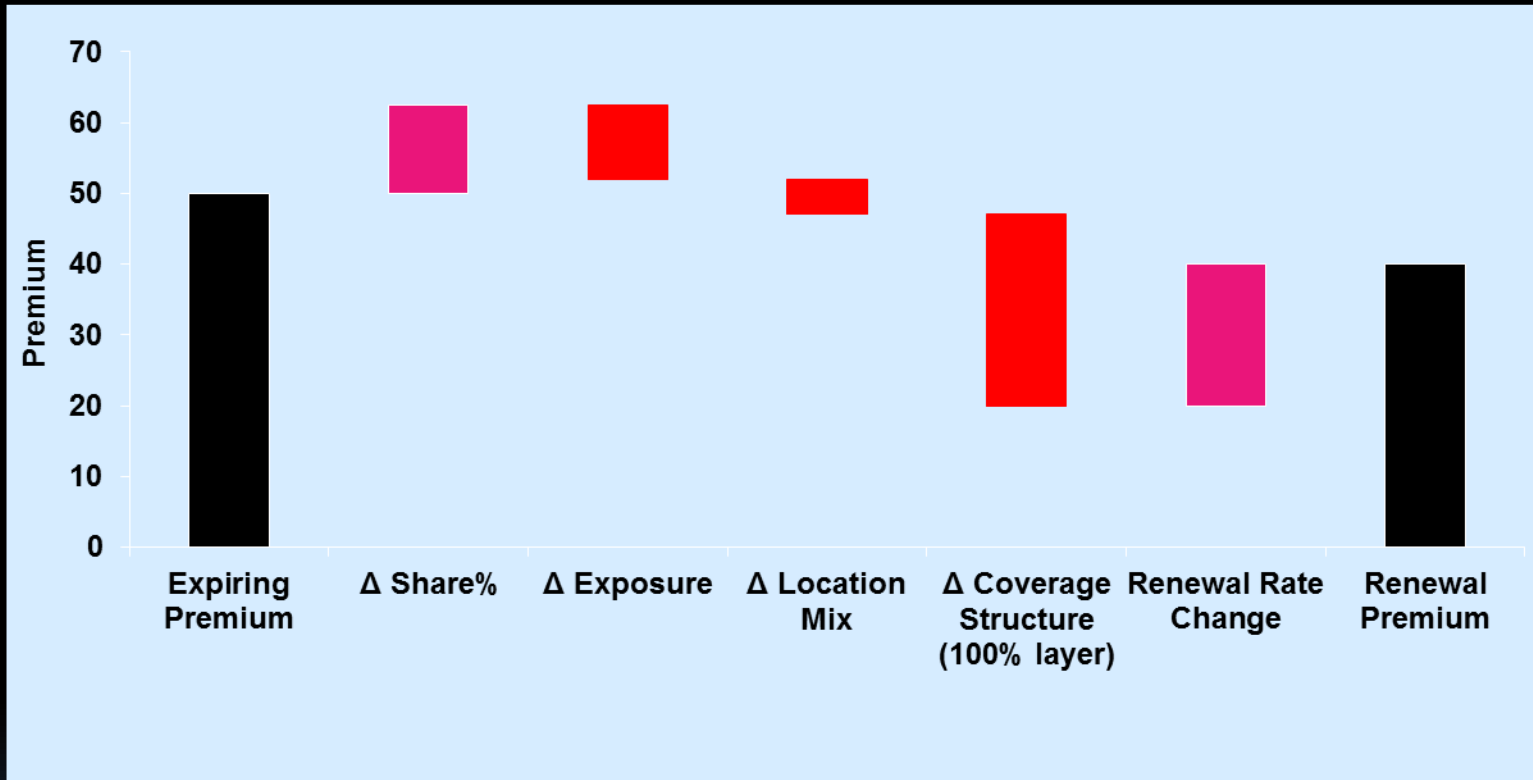 70
60
50
40
30
20
10
0
Premium
Expiring
Premium
Δ Share%
Δ Exposure
Δ Location
Mix
Δ Coverage
Structure
(100% layer)
Renewal Rate
Change
Renewal
Premium